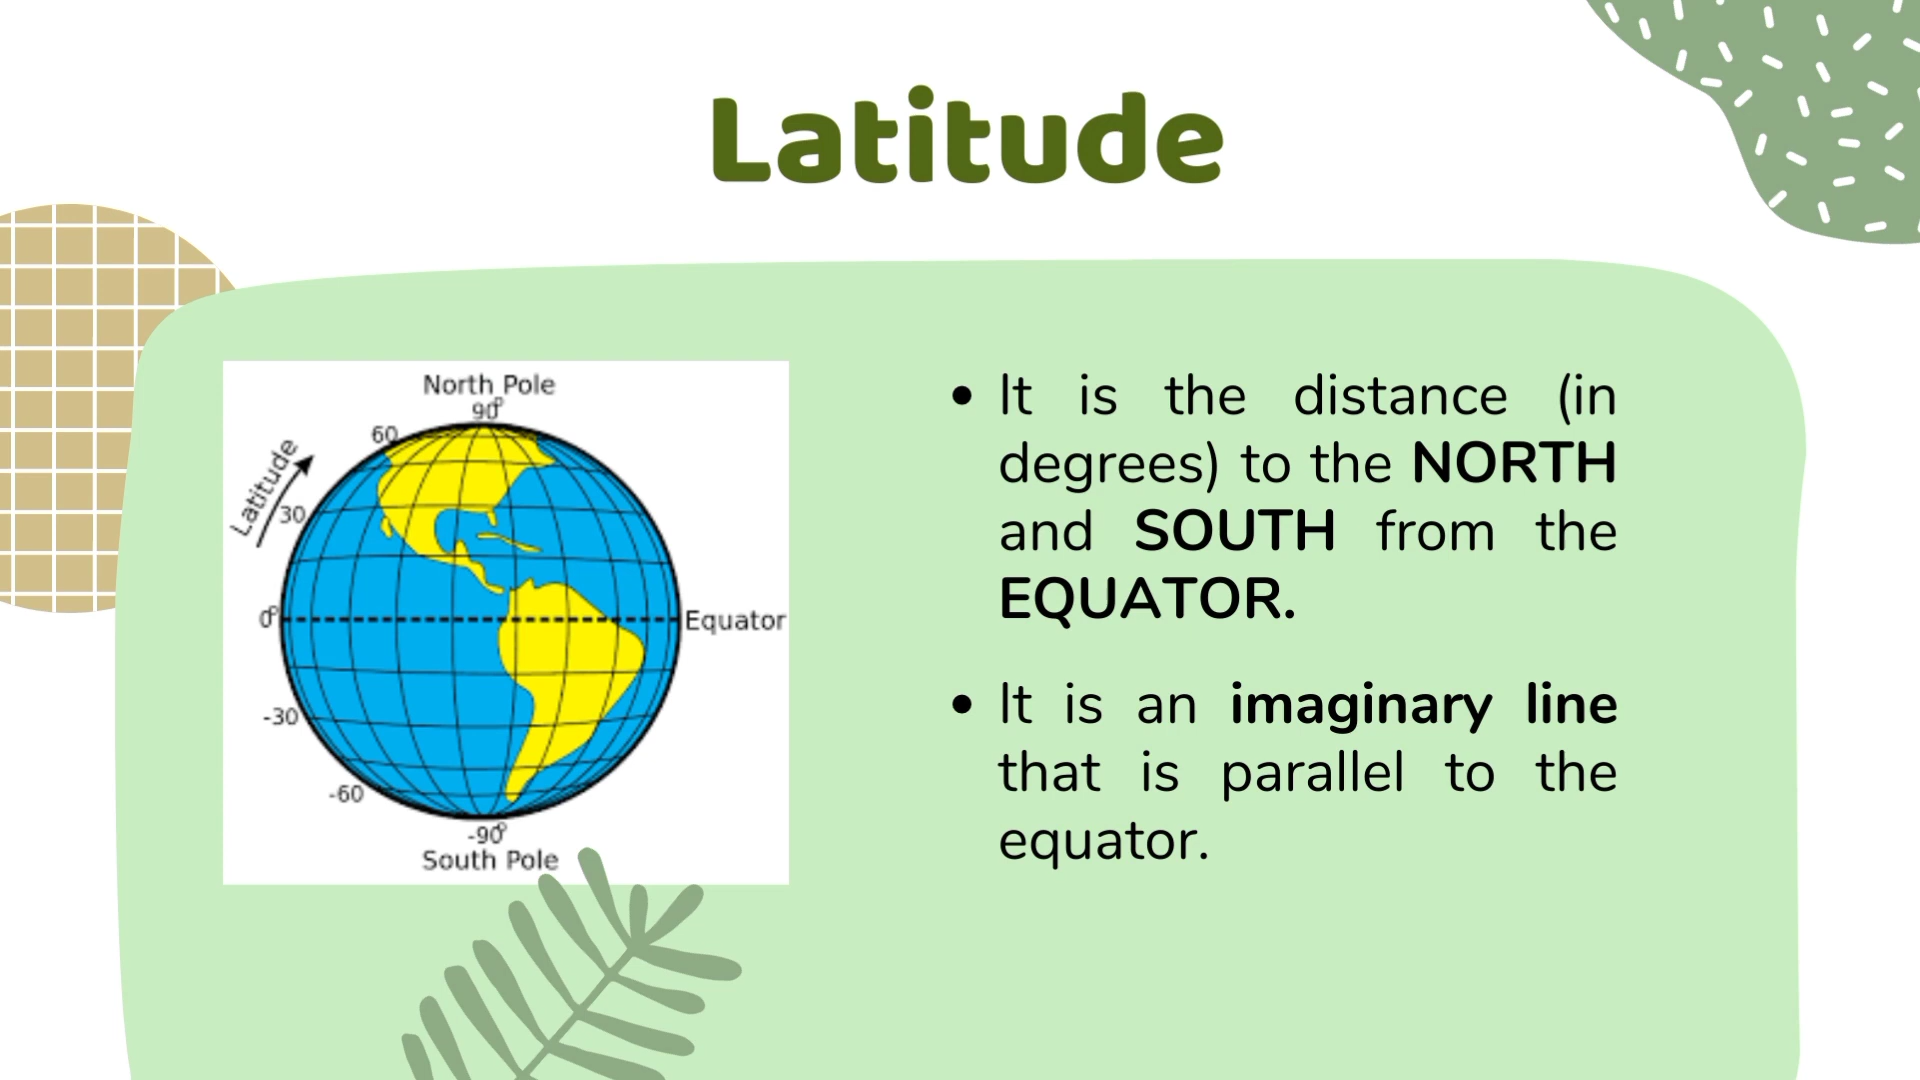 Latitude
North Pole
90°
60
Latitude
30
0°
Equator
-30
-60
-90°
South Pole
• It is the distance (in
degrees) to the NORTH
and SOUTH from the
EQUATOR.
• It is an imaginary line
that is parallel to the
equator.